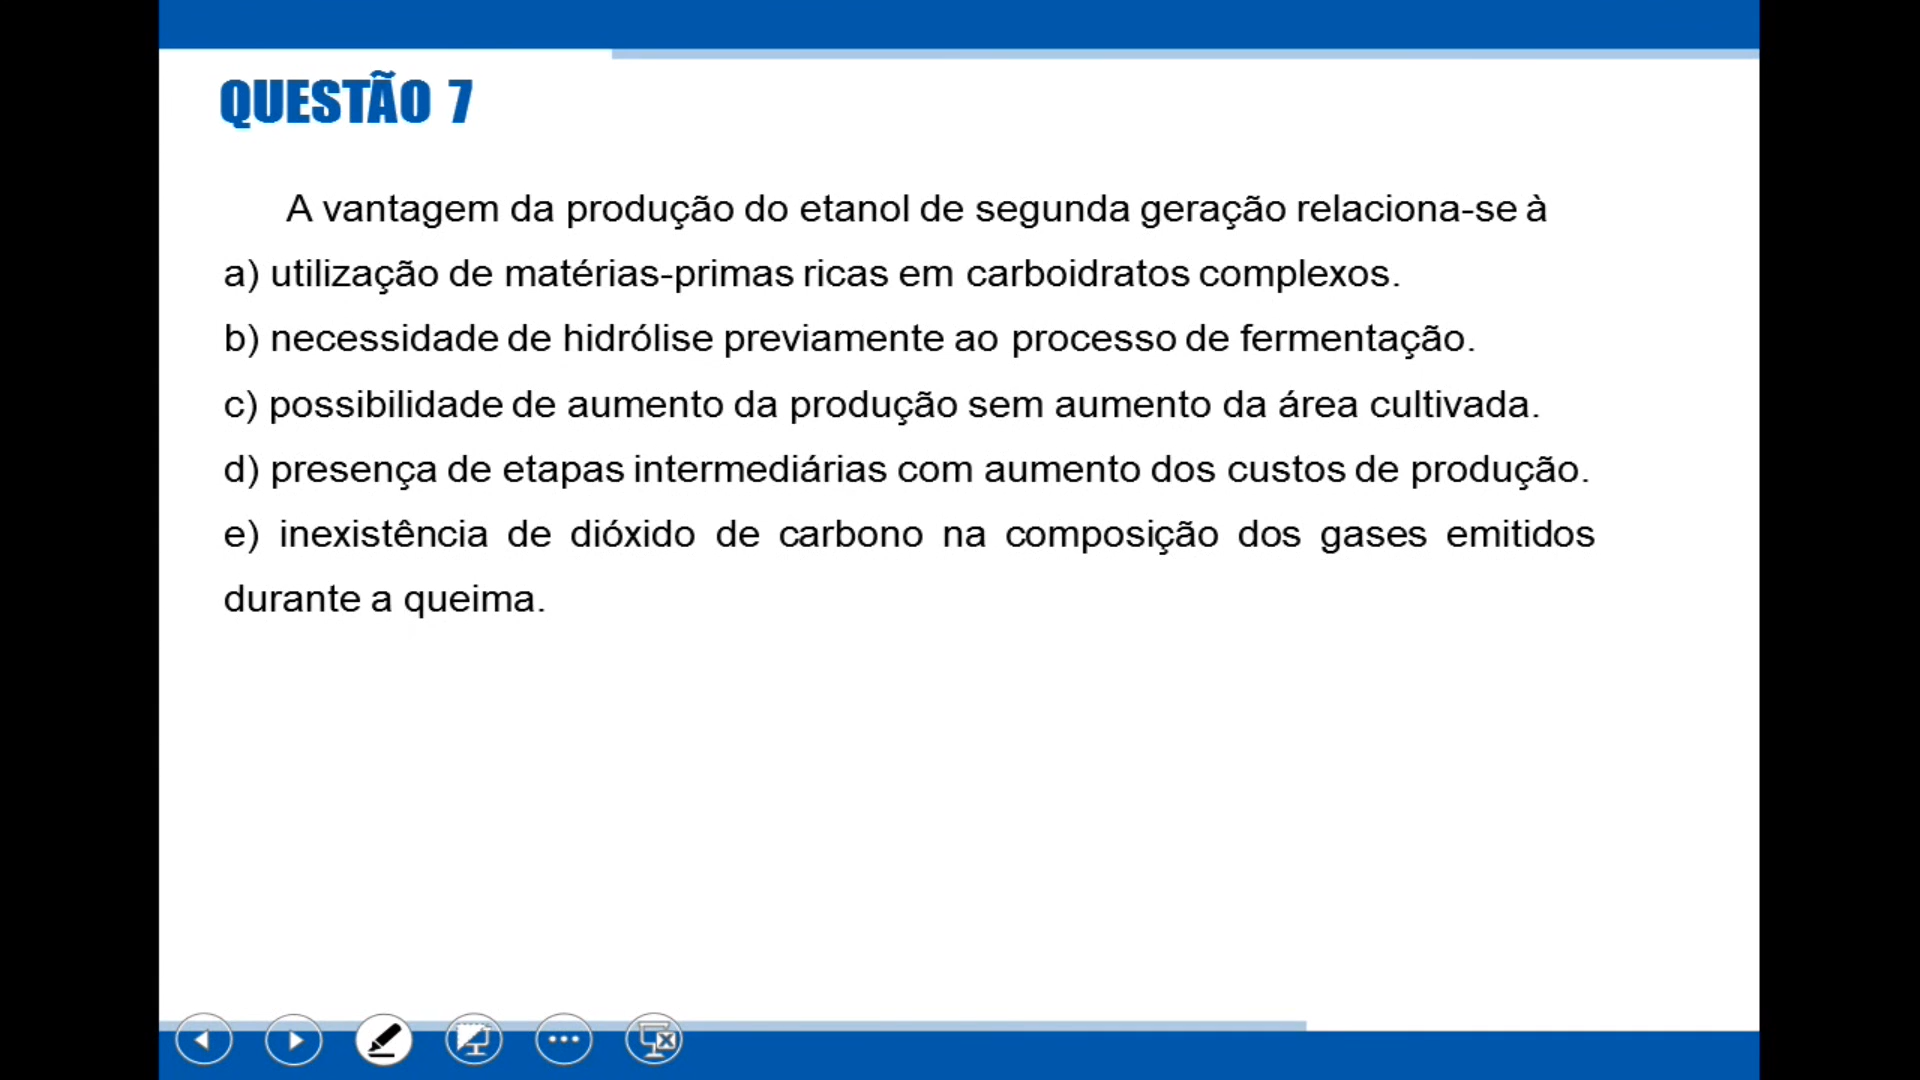 QUESTÃO 7
A vantagem da produção do etanol de segunda geração relaciona-se à
a) utilização de matérias-primas ricas em carboidratos complexos.
b) necessidade de hidrólise previamente ao processo de fermentação.
c) possibilidade de aumento da produção sem aumento da área cultivada.
d) presença de etapas intermediárias com aumento dos custos de produção.
e) inexistência de dióxido de carbono na composição dos gases emitidos
durante a queima.